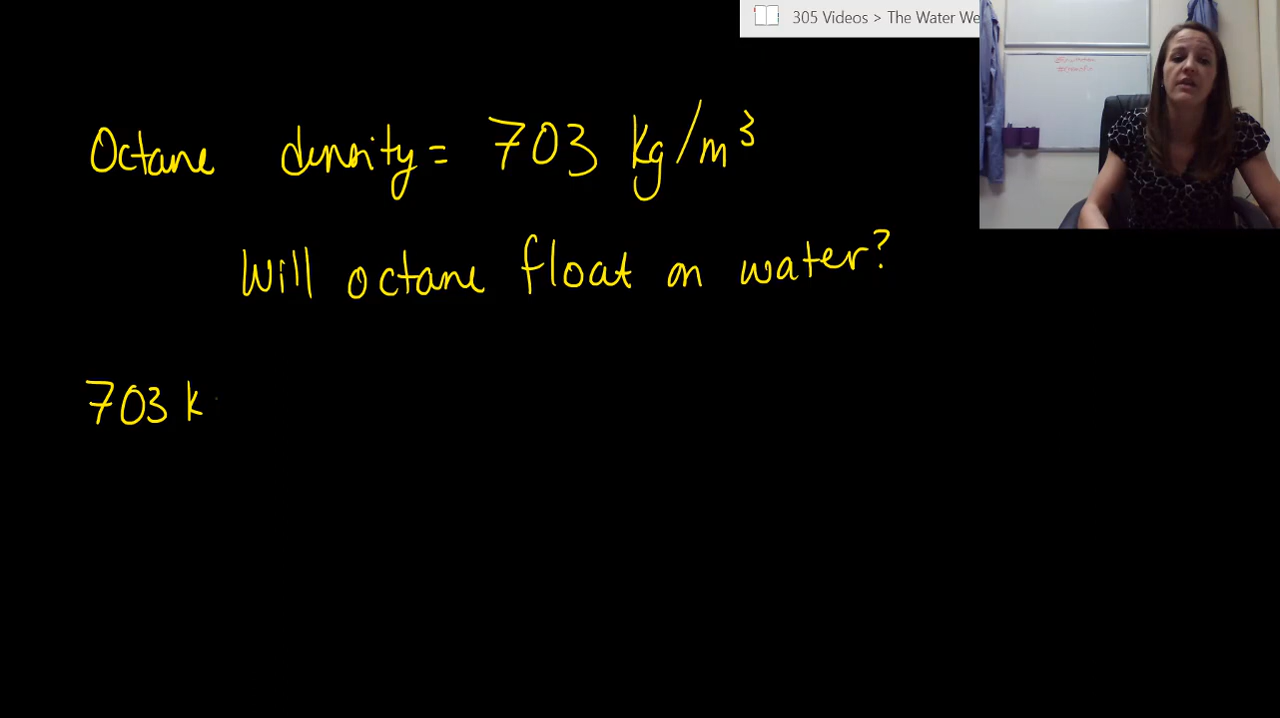 305 Videos > The Water We
Octane density = 703 kg/m³
Will octane float on water?
703 k